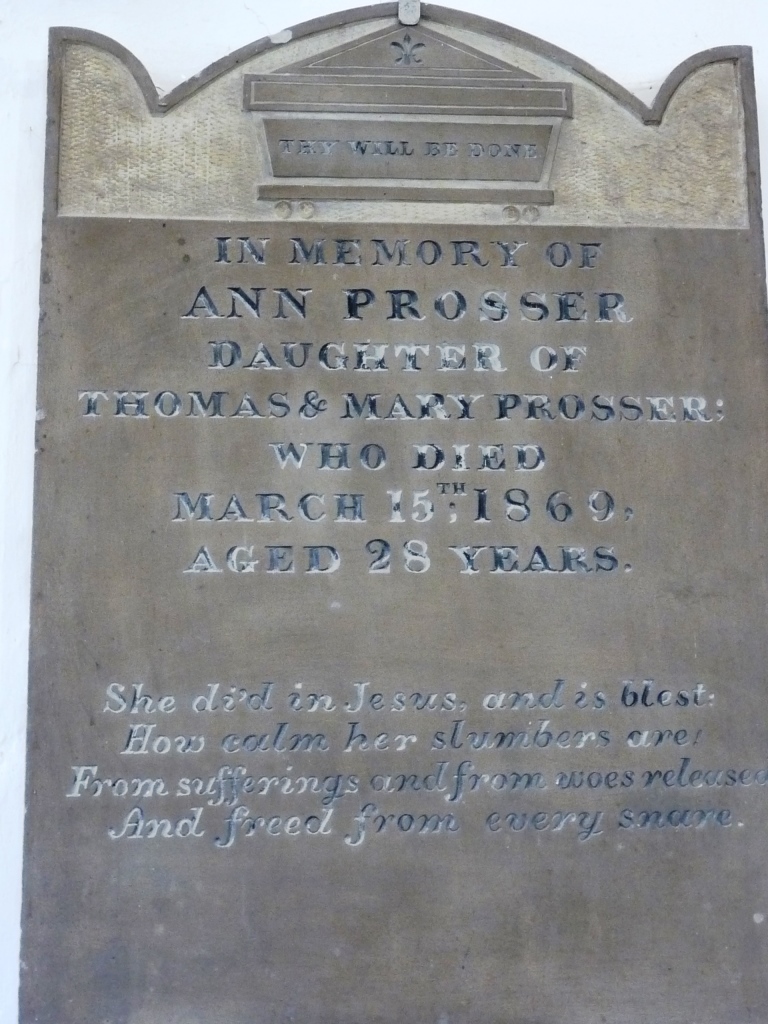 THY WILL BE DONE
IN MEMORY OF
ANN PROSSER
DAUGHTER OF
THOMAS & MARY PROSSER;
WHO DIED
MARCH 15TH; 1869,
AGED 28 YEARS.
She di'd in Jesus, and is blest:
How calm her slumbers are!
From sufferings and from woes released
And freed from every snare.